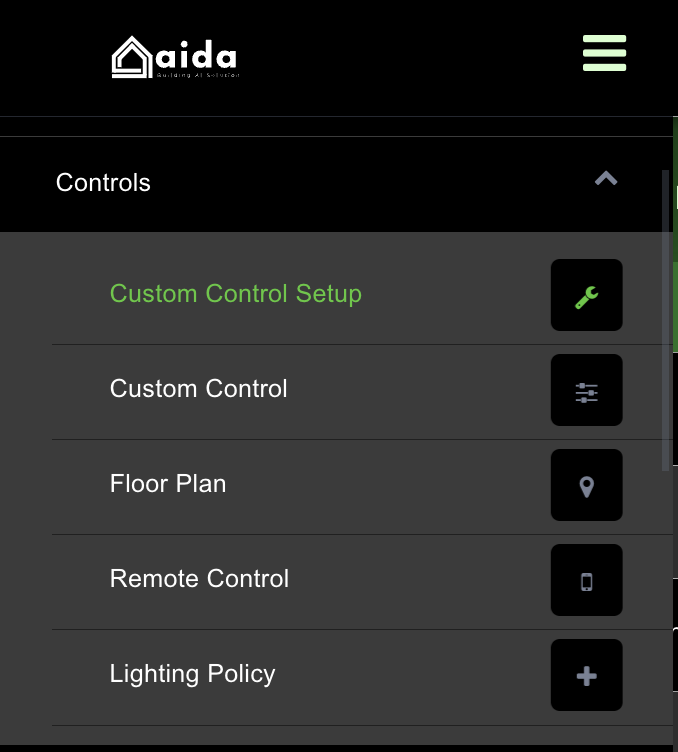 aida
Building AI Solution
Controls
Custom Control Setup
Custom Control
Floor Plan
Remote Control
Lighting Policy